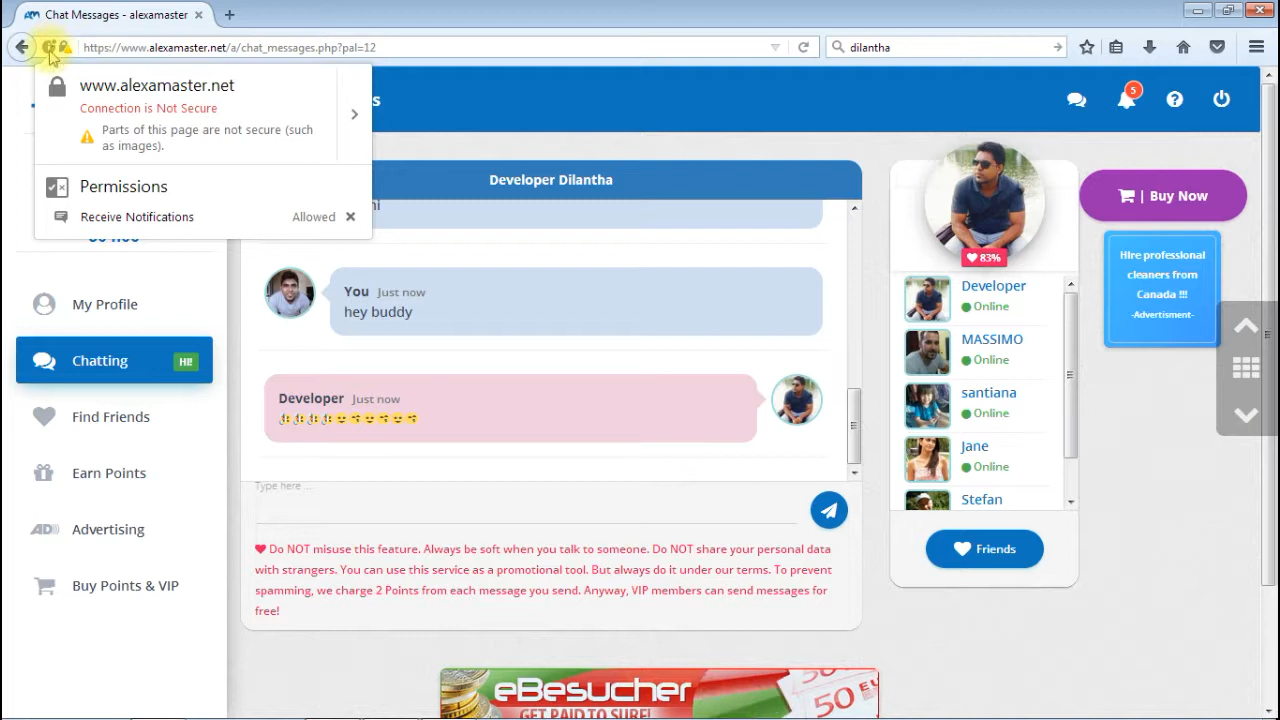 Chat Messages - alexamaster
https://www.alexamaster.net/a/chat_messages.php?pal=12
dilantha
www.alexamaster.net
Connection is Not Secure
Parts of this page are not secure (such
as images).
Permissions
Receive Notifications Allowed
5
Developer Dilantha
You Just now
hey buddy
Developer Just now
Type here ...
Do NOT misuse this feature. Always be soft when you talk to someone. Do NOT share your personal data
with strangers. You can use this service as a promotional tool. But always do it under our terms. To prevent
spamming, we charge 2 Points from each message you send. Anyway, VIP members can send messages for
free!
My Profile
Chatting HI!
Find Friends
Earn Points
AD Advertising
Buy Points & VIP
83%
Developer
Online
MASSIMO
Online
santiana
Online
Jane
Online
Stefan
Friends
| Buy Now
HIre professional
cleaners from
Canada !!!
-Advertisment-
eBesucher
GET PAID TO SURF!
50 EU